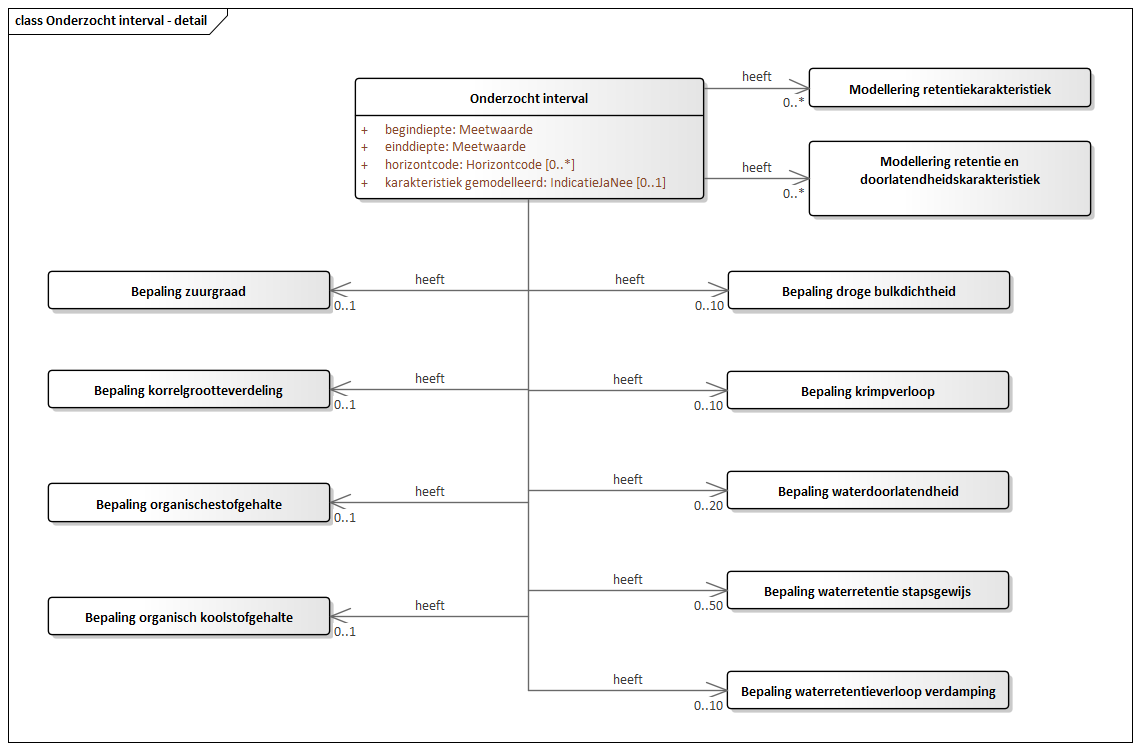 class Onderzocht interval - detail
Onderzocht interval
+ begindiepte: Meetwaarde
+ einddiepte: Meetwaarde
+ horizontcode: Horizontcode [0..*]
+ karakteristiek gemodelleerd: IndicatieJaNee [0..1]
heeft
0..*
Modellering retentiekarakteristiek
heeft
0..*
Modellering retentie en
doorlatendheidskarakteristiek
Bepaling zuurgraad
heeft
0..1
heeft
0..10
Bepaling droge bulkdichtheid
Bepaling korrelgrootteverdeling
heeft
0..1
heeft
0..10
Bepaling krimpverloop
Bepaling organischestofgehalte
heeft
0..1
heeft
0..20
Bepaling waterdoorlatendheid
heeft
0..50
Bepaling waterretentie stapsgewijs
Bepaling organisch koolstofgehalte
heeft
0..1
heeft
0..10
Bepaling waterretentieverloop verdamping